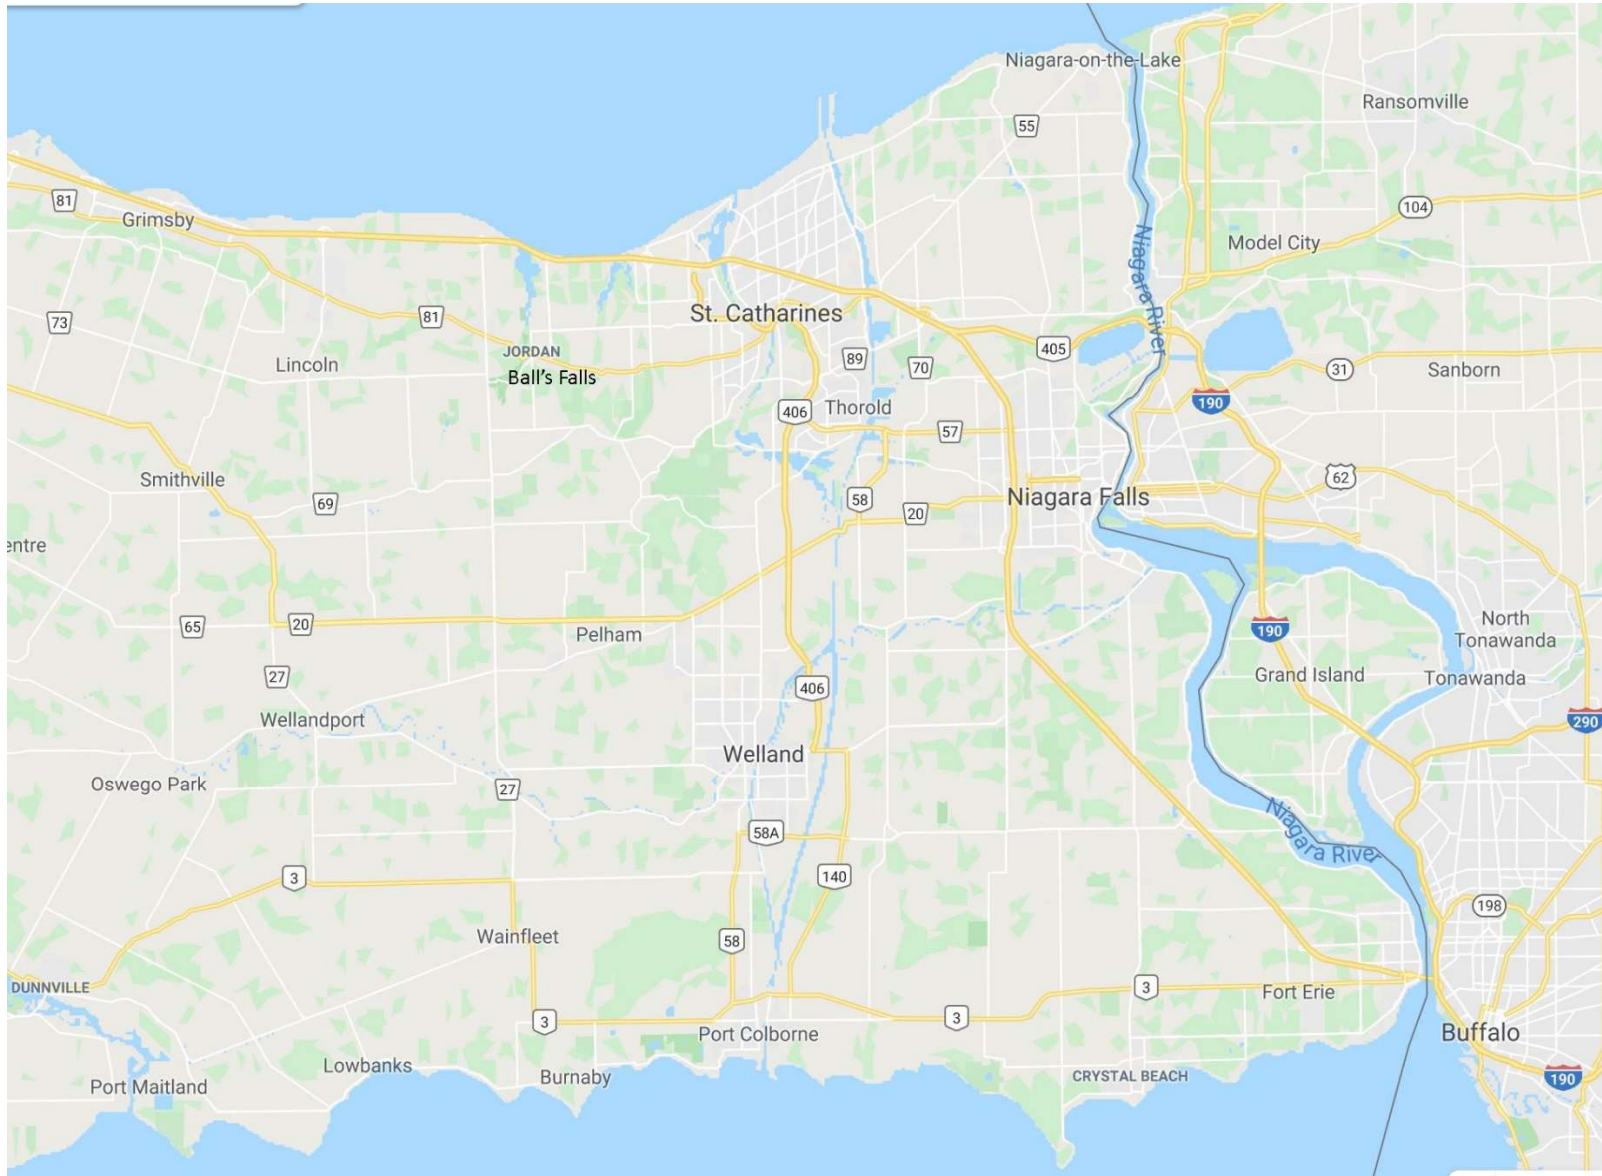 Niagara-on-the-Lake
Ransomville
55
81
Grimsby
104
Model City
Niagara River
St. Catharines
81
73
JORDAN
Lincoln
Ball's Falls
89
70
405
31
Sanborn
190
406
Thorold
57
Smithville
69
58
20
Niagara Falls
62
entre
65
20
Pelham
190
North
Tonawanda
27
406
Grand Island
Tonawanda
Wellandport
290
Welland
Oswego Park
27
58A
Niagara River
3
140
198
Wainfleet
58
DUNNVILLE
3
Fort Erie
3
3
Port Colborne
Buffalo
Lowbanks
Port Maitland
Burnaby
CRYSTAL BEACH
190